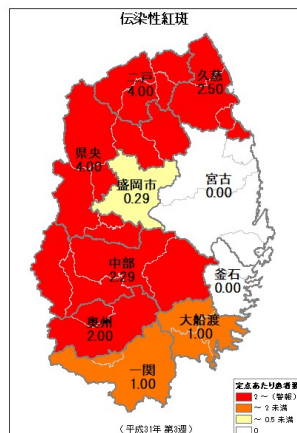 伝染性紅斑
二戸
4.00
久慈
2.50
県央
4.00
盛岡市
0.29
宮古
0.00
中部
2.29
釜石
0.00
奥州
2.00
大船渡
1.00
一関
1.00
定点あたり患者数
2～(警報)
～2未満
～0.5未満
0
(平成31年 第3週)